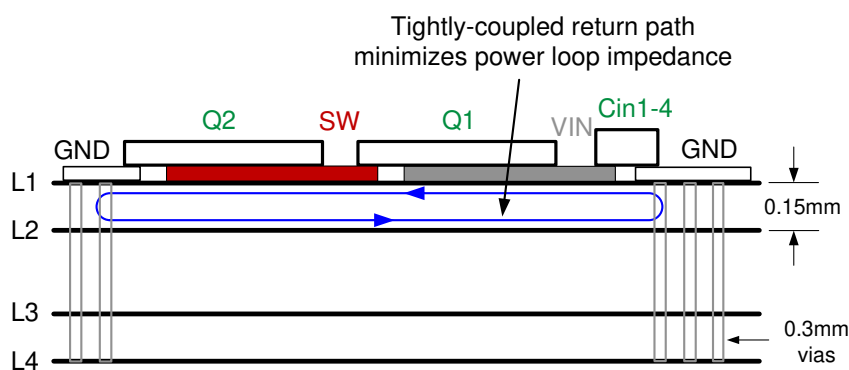 Tightly-coupled return path
minimizes power loop impedance
Q2
SW
Q1
VIN
Cin1-4
GND
GND
L1
0.15mm
L2
L3
0.3mm
vias
L4